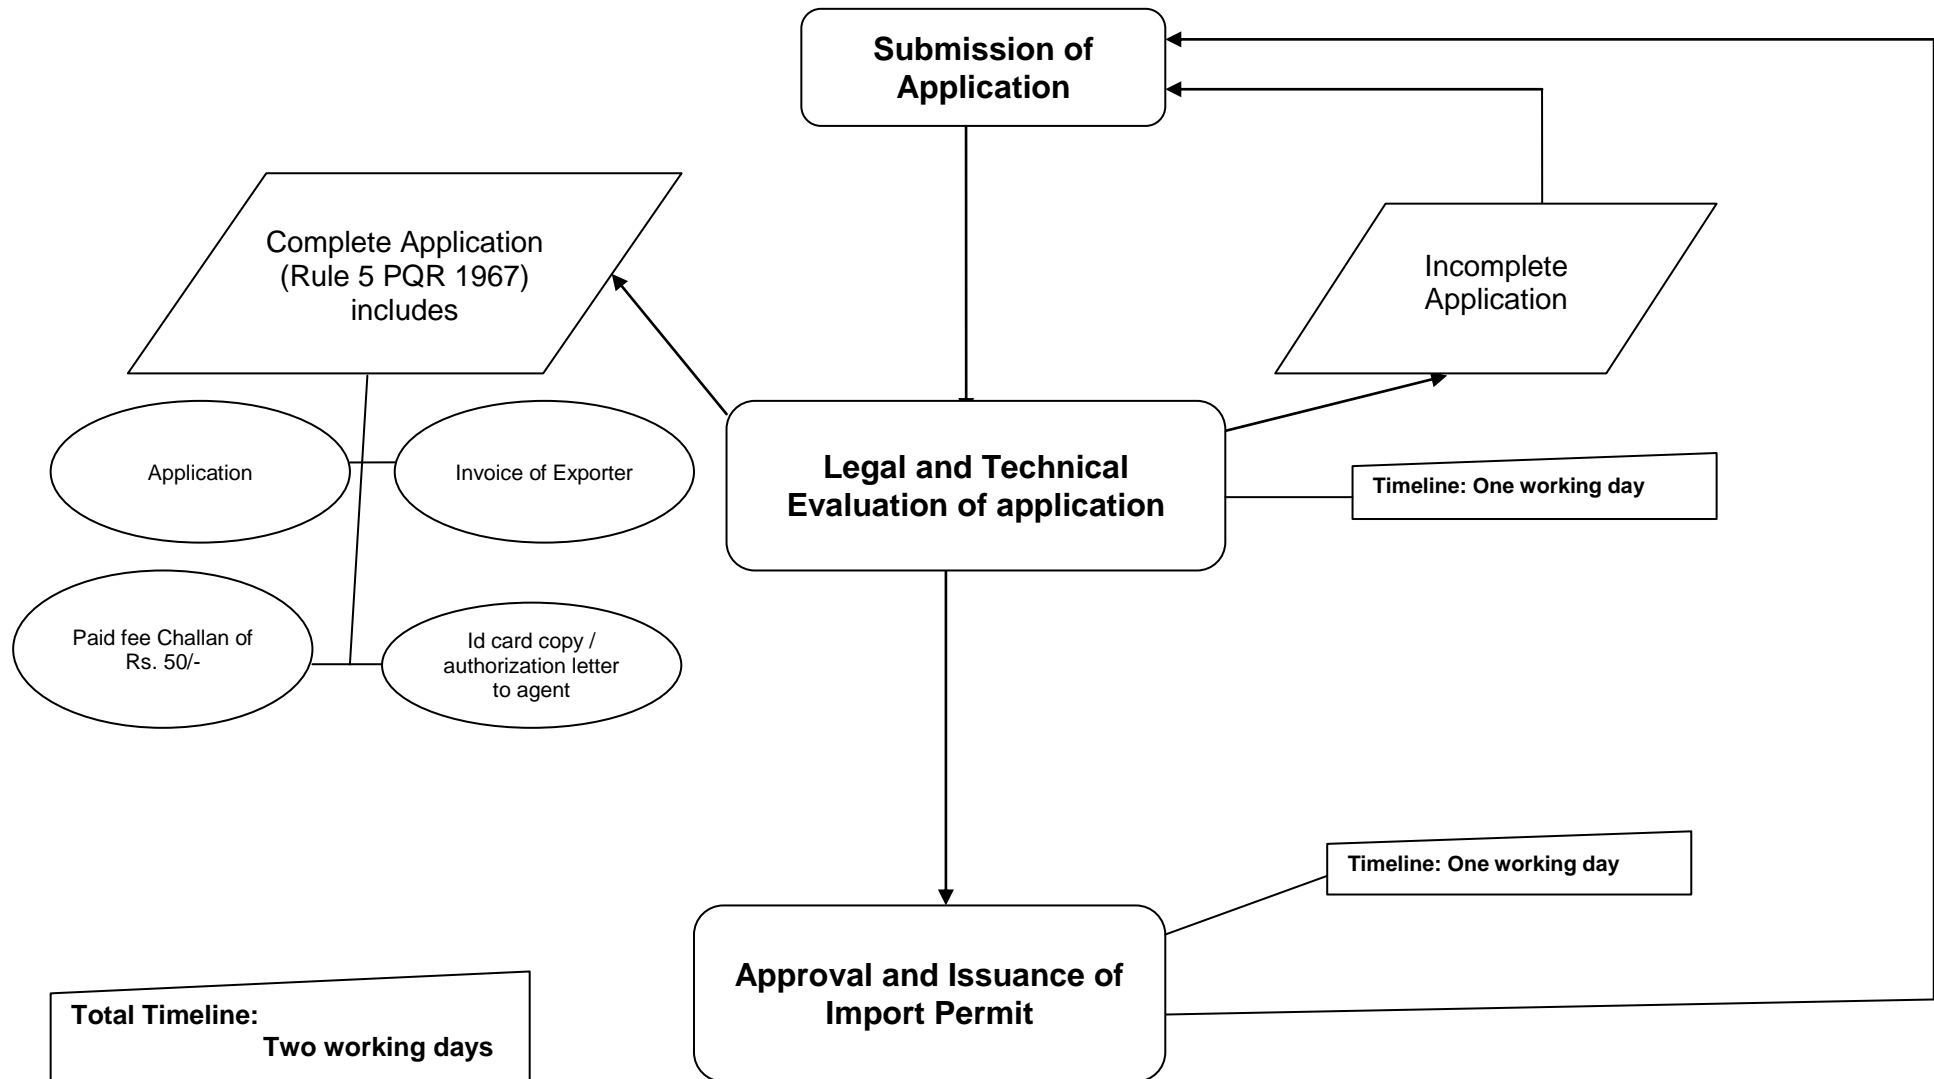 Submission of
Application
Complete Application
(Rule 5 PQR 1967)
includes
Incomplete
Application
Application
Invoice of Exporter
Legal and Technical
Evaluation of application
Timeline: One working day
Paid fee Challan of
Rs. 50/-
Id card copy /
authorization letter
to agent
Timeline: One working day
Approval and Issuance of
Import Permit
Total Timeline:
Two working days